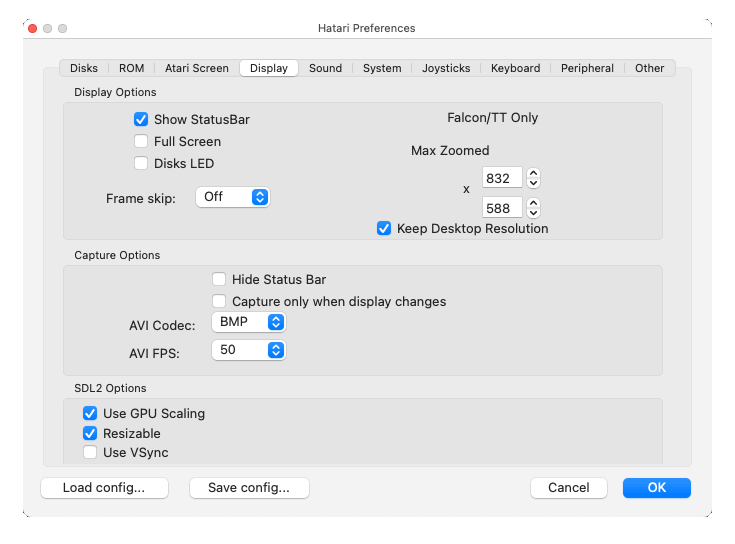 Hatari Preferences
Disks ROM Atari Screen Display Sound System Joysticks Keyboard Peripheral Other
Display Options
Show StatusBar
Full Screen
Disks LED
Frame skip: Off
Falcon/TT Only
Max Zoomed
832
x
588
Keep Desktop Resolution
Capture Options
Hide Status Bar
Capture only when display changes
AVI Codec: BMP
AVI FPS: 50
SDL2 Options
Use GPU Scaling
Resizable
Use VSync
Load config... Save config... Cancel OK